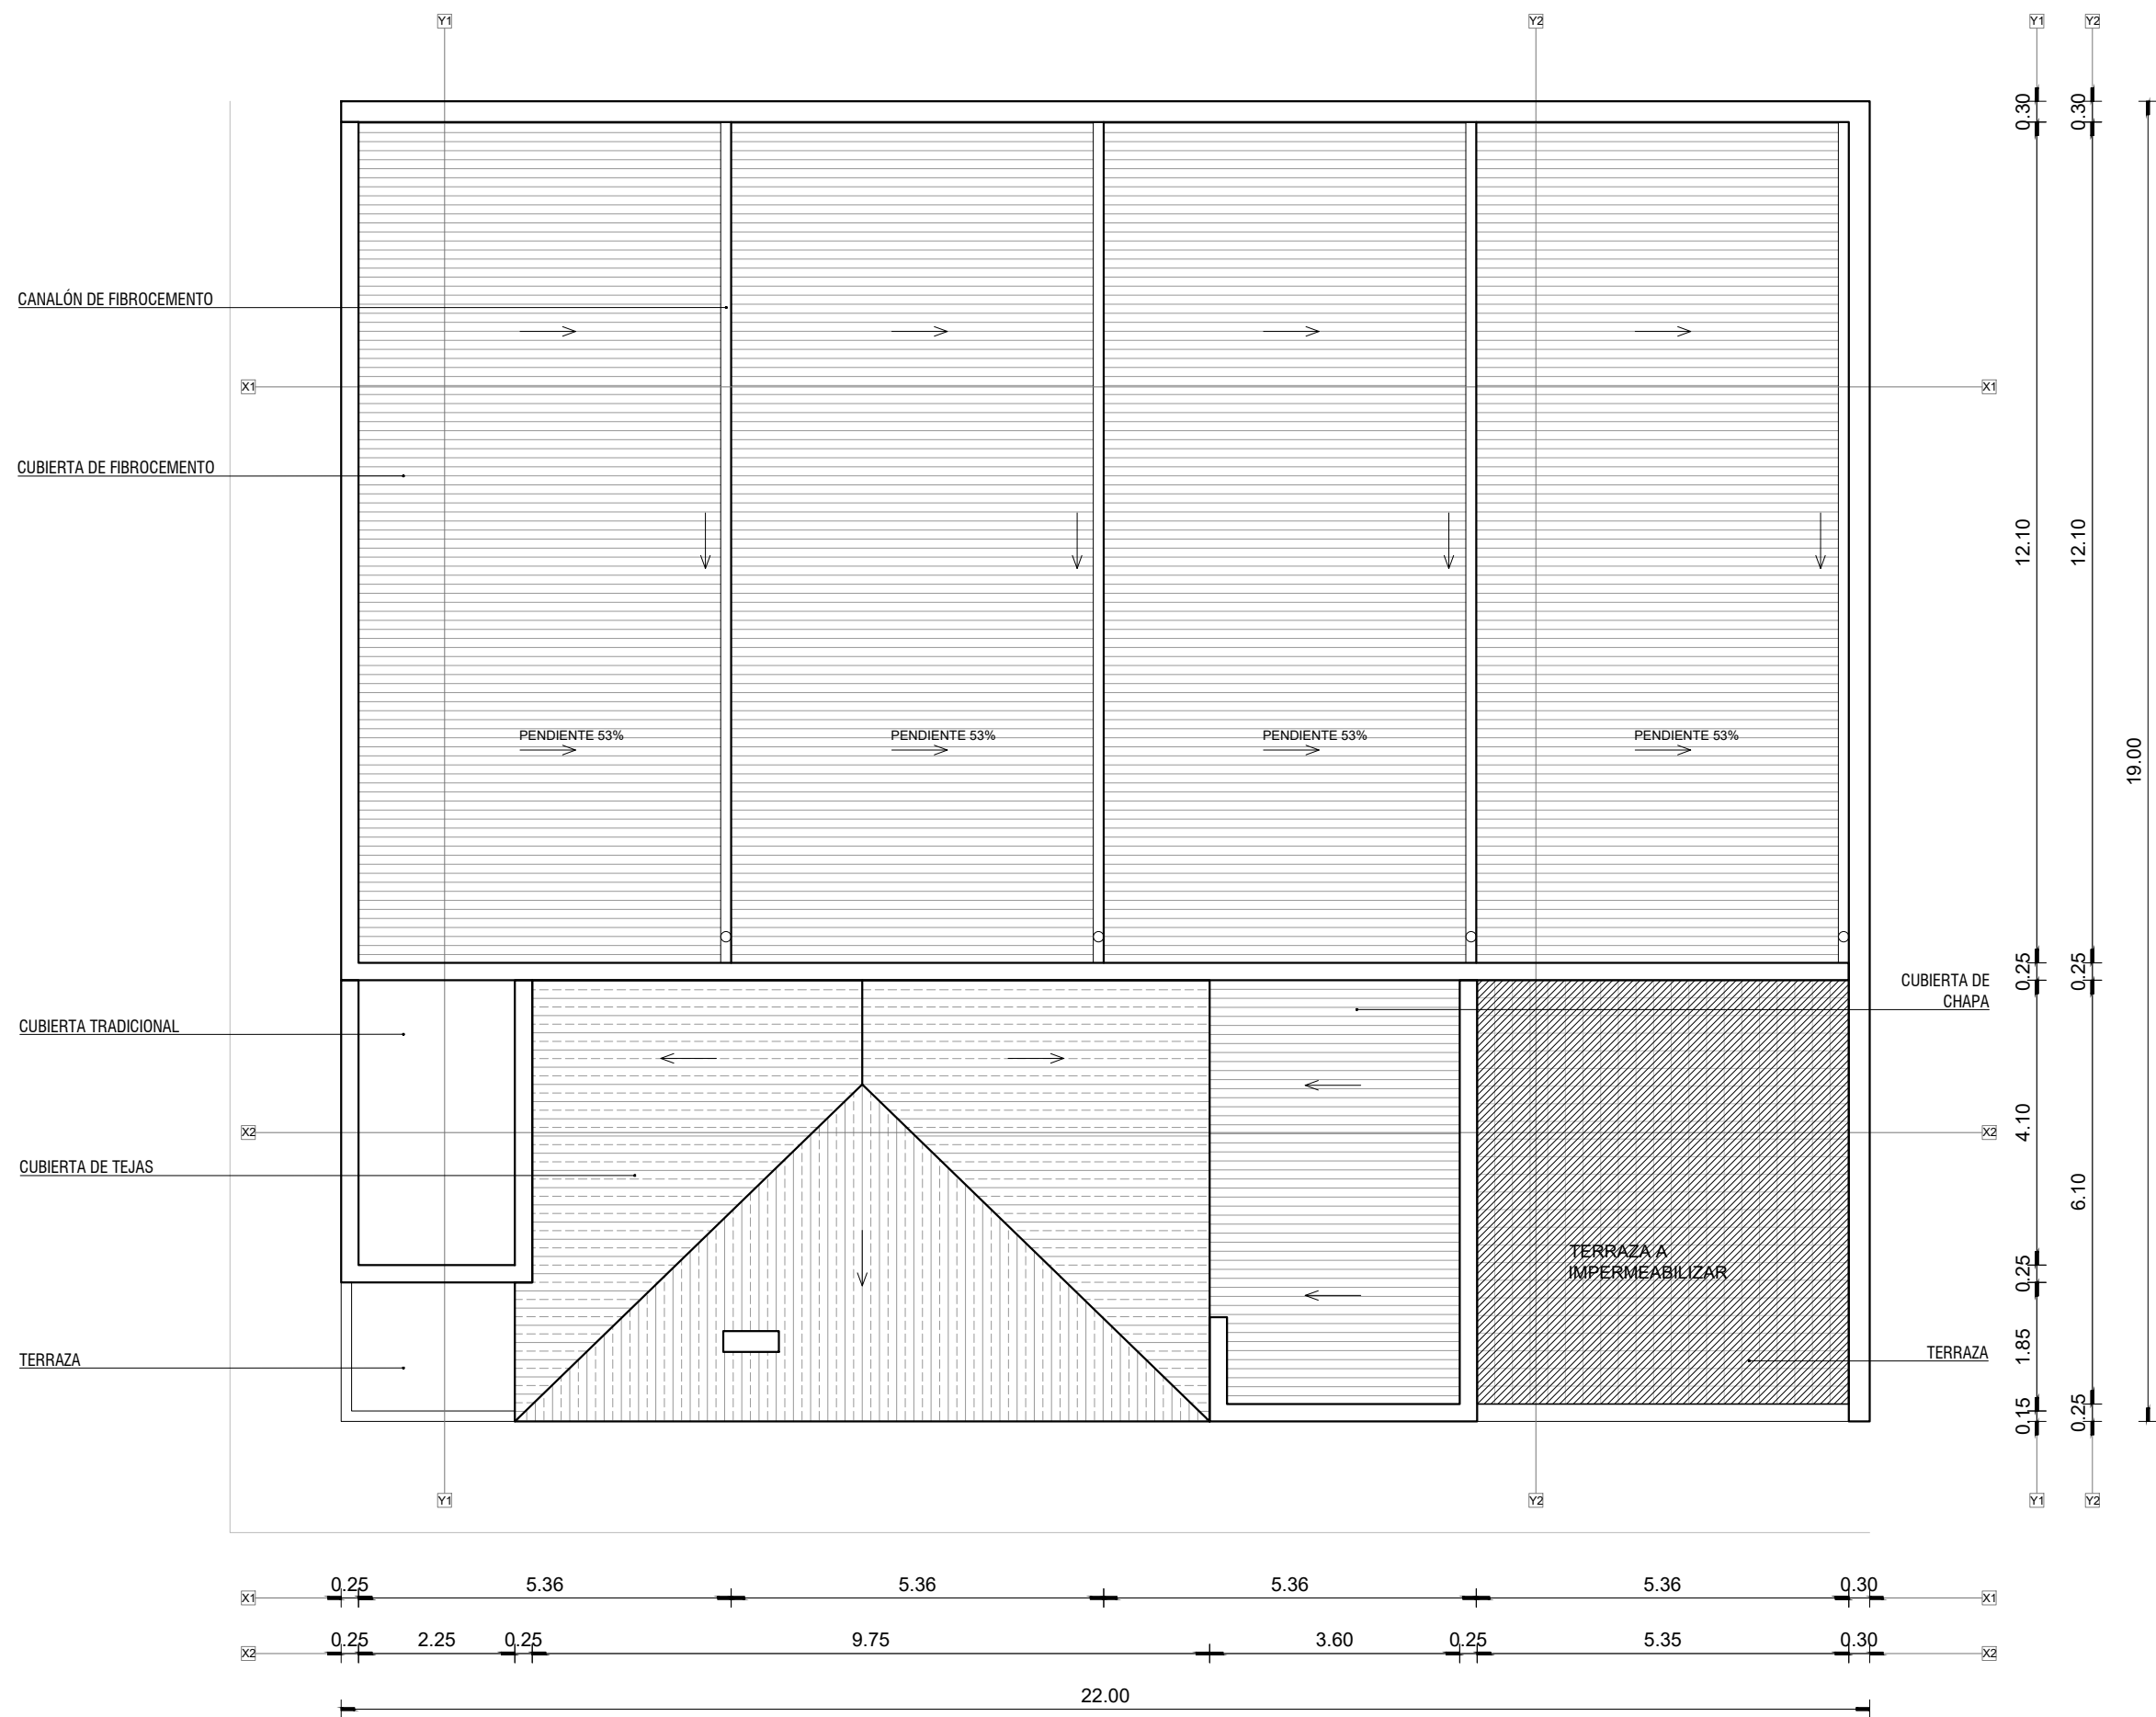 Y1
Y2
Y1
Y2
0.30
0.30
CANALÓN DE FIBROCEMENTO
X1
X1
CUBIERTA DE FIBROCEMENTO
12.10
12.10
PENDIENTE 53%
PENDIENTE 53%
PENDIENTE 53%
PENDIENTE 53%
19.00
0.25
0.25
CUBIERTA DE
CHAPA
CUBIERTA TRADICIONAL
X2
X2
4.10
CUBIERTA DE TEJAS
6.10
TERRAZA A
IMPERMEABILIZAR
0.25
TERRAZA
TERRAZA
1.85
0.15
0.25
Y1
Y2
Y1
Y2
X1
0.25
5.36
5.36
5.36
5.36
0.30
X1
X2
0.25
2.25
0.25
9.75
3.60
0.25
5.35
0.30
X2
22.00